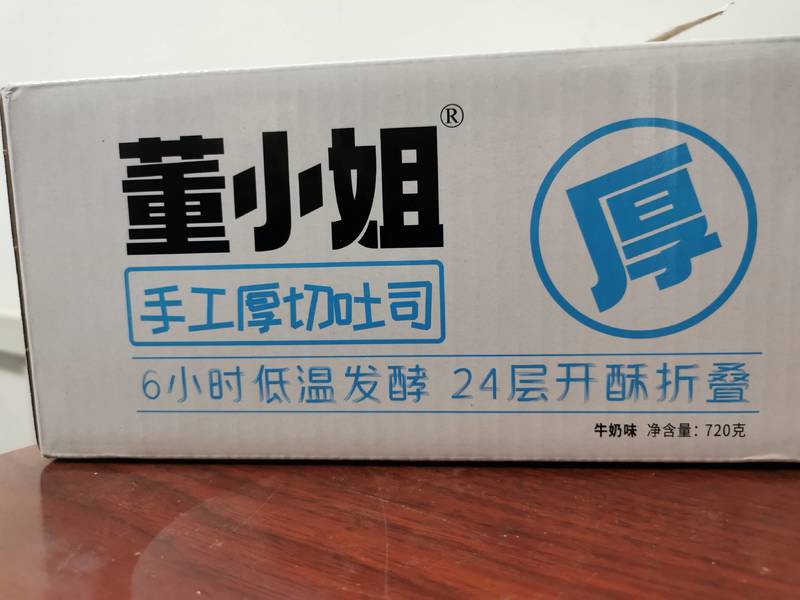 董小姐®
厚
手工厚切吐司
6小时低温发酵 24层开酥折叠
牛奶味 净含量：720克